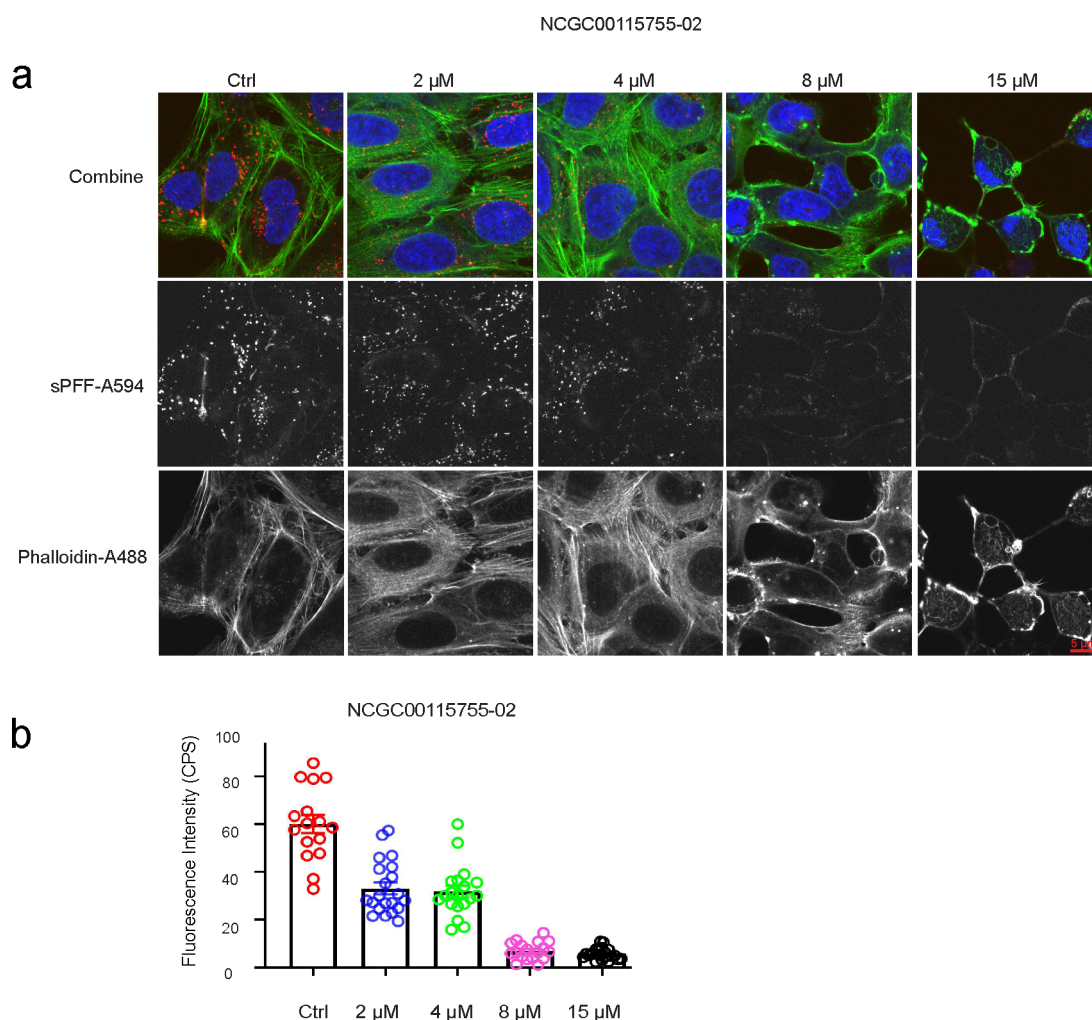 NCGC00115755-02
a
Ctrl
2 µM
4 µM
8 µM
15 µM
Combine
sPFF-A594
Phalloidin-A488
b
NCGC00115755-02
Fluorescence Intensity (CPS)
100
80
60
40
20
0
Ctrl
2 µM
4 µM
8 µM
15 µM